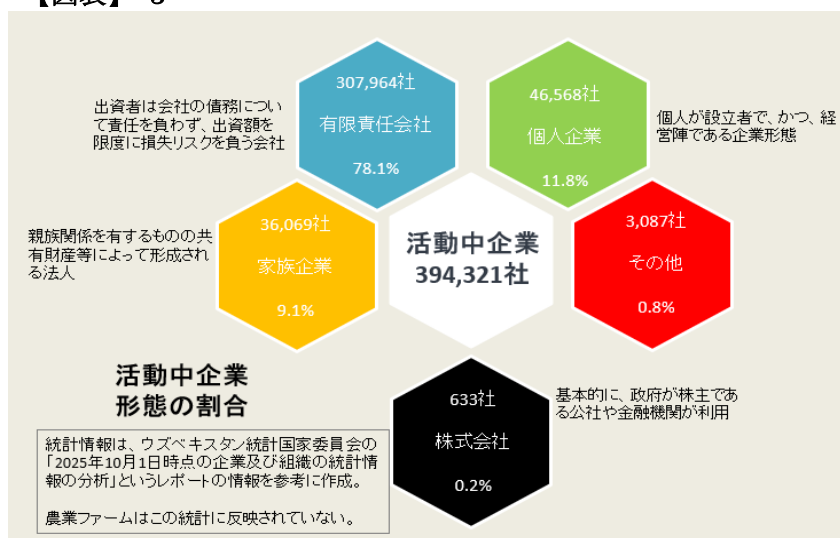 307,964社
有限責任会社
78.1%
出資者は会社の債務につい
て責任を負わず、出資額を
限度に損失リスクを負う会社
46,568社
個人企業
11.8%
個人が設立者で、かつ、経
営陣である企業形態
36,069社
家族企業
9.1%
親族関係を有するものの共
有財産等によって形成され
る法人
活動中企業
394,321社
3,087社
その他
0.8%
633社
株式会社
0.2%
基本的に、政府が株主であ
る公社や金融機関が利用
活動中企業
形態の割合
統計情報は、ウズベキスタン統計国家委員会の
「2025年10月1日時点の企業及び組織の統計情
報の分析」というレポートの情報を参考に作成。
農業ファームはこの統計に反映されていない。